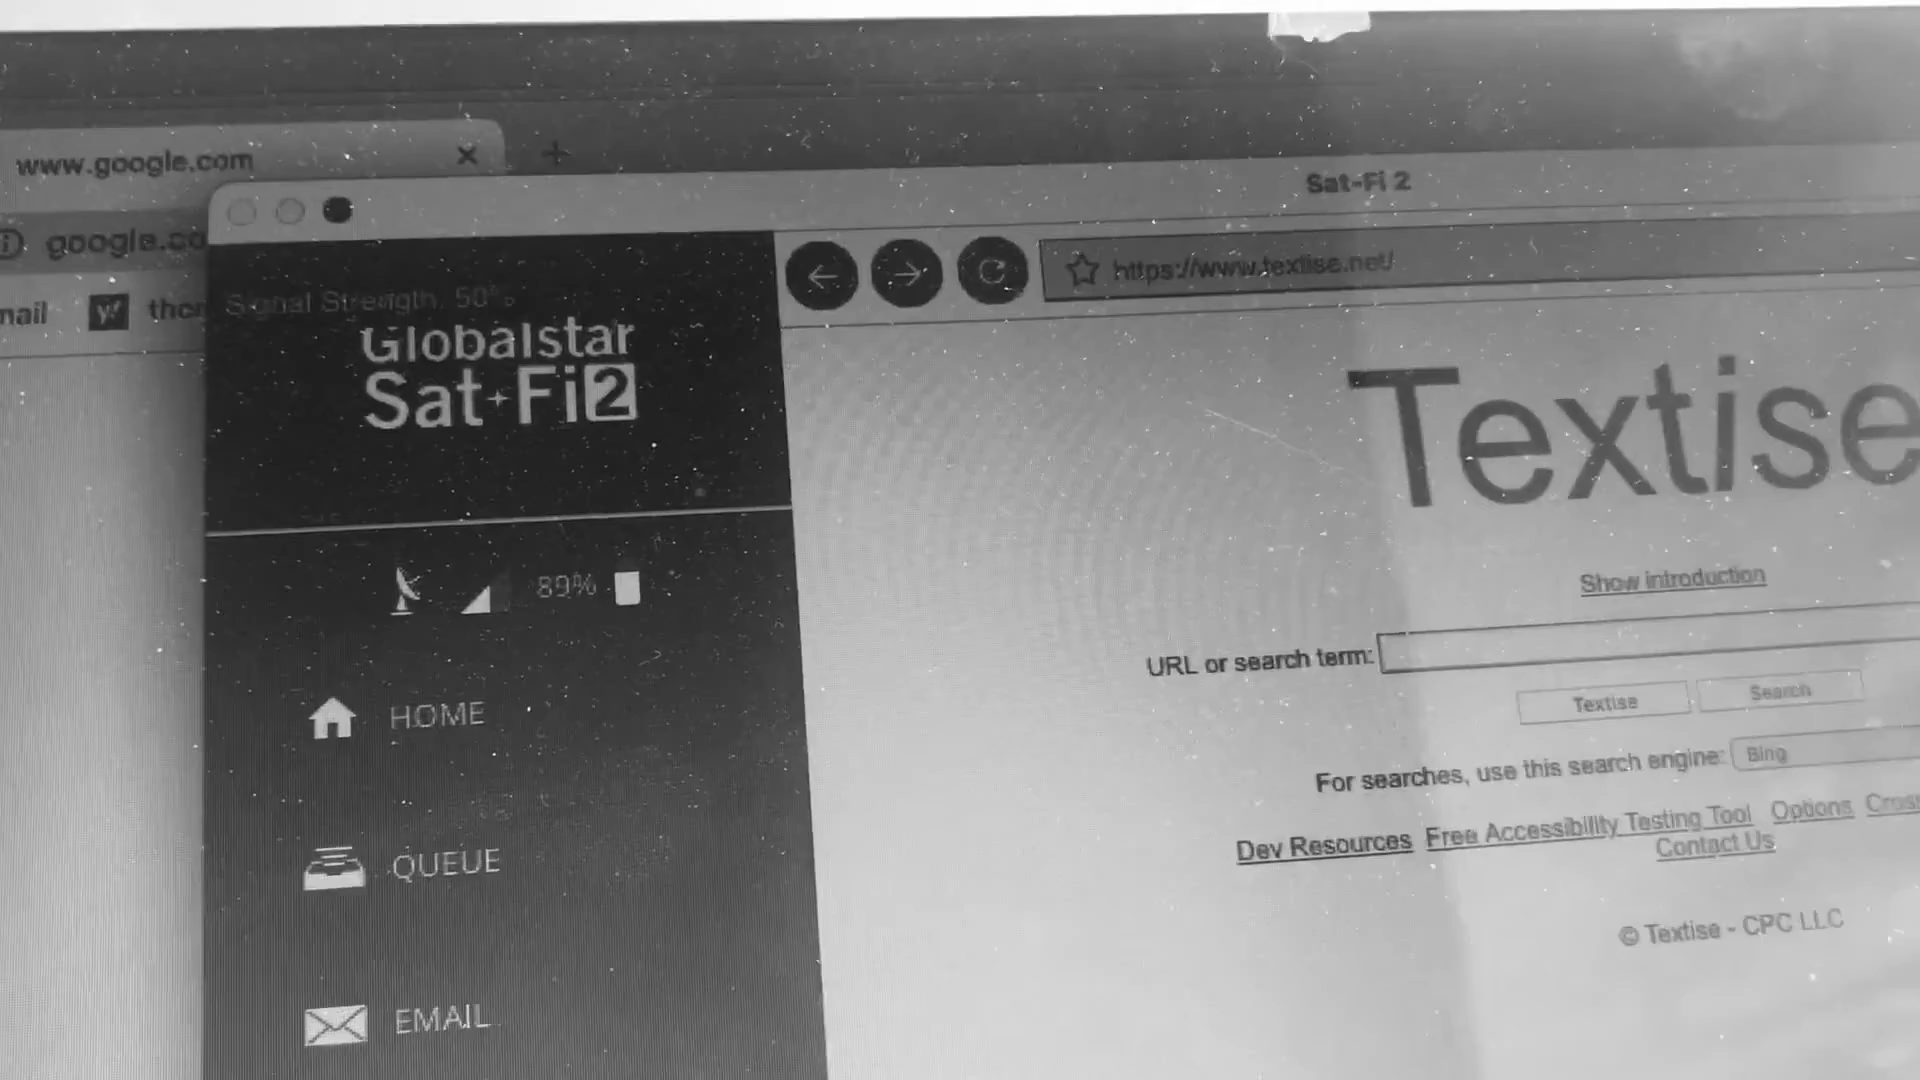 www.google.com
google.co
Sat-Fi 2
https://www.textise.net/
mail
Signal Strength: 50%
Globalstar
Sat-Fi2
Textise
89%
Show introduction
URL or search term:
Textise
Search
HOME
For searches, use this search engine:
Bing
Dev Resources Free Accessibility Testing Tool Options
Contact Us
QUEUE
© Textise - CPC LLC
EMAIL